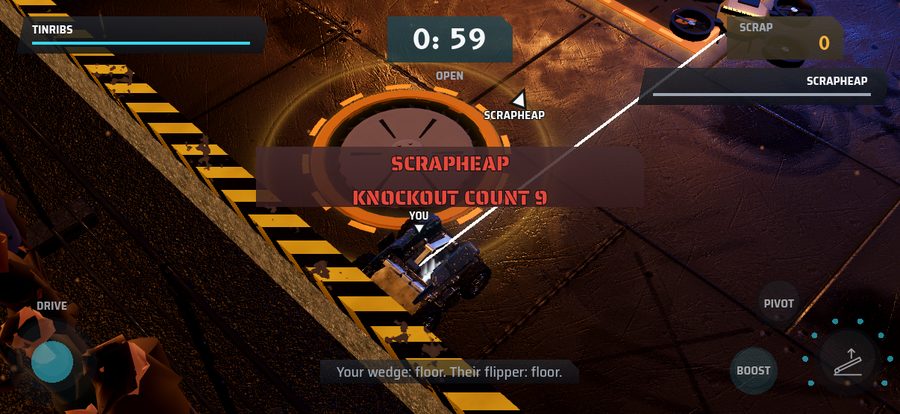 TINRIBS
0: 59
SCRAP
0
OPEN
SCRAPHEAP
SCRAPHEAP
SCRAPHEAP
KNOCKOUT COUNT 9
YOU
DRIVE
PIVOT
BOOST
Your wedge: floor. Their flipper: floor.